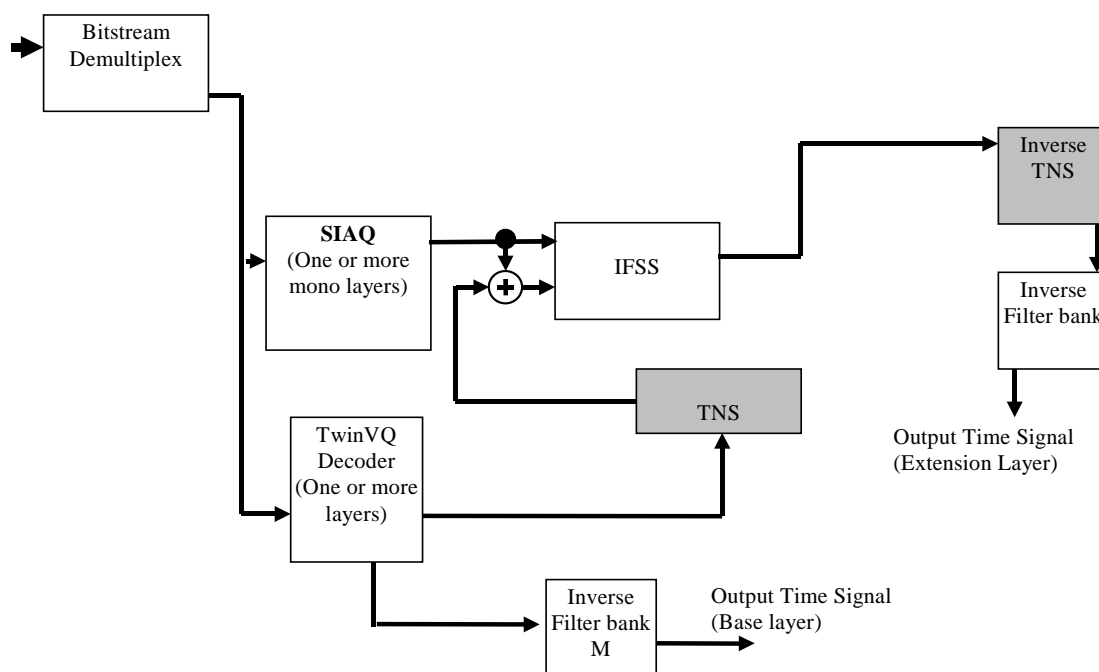 Bitstream
Demultiplex
Inverse
TNS
SIAQ
(One or more
mono layers)
IFSS
+
Inverse
Filter bank
TNS
TwinVQ
Decoder
(One or more
layers)
Output Time Signal
(Extension Layer)
Inverse
Filter bank
M
Output Time Signal
(Base layer)